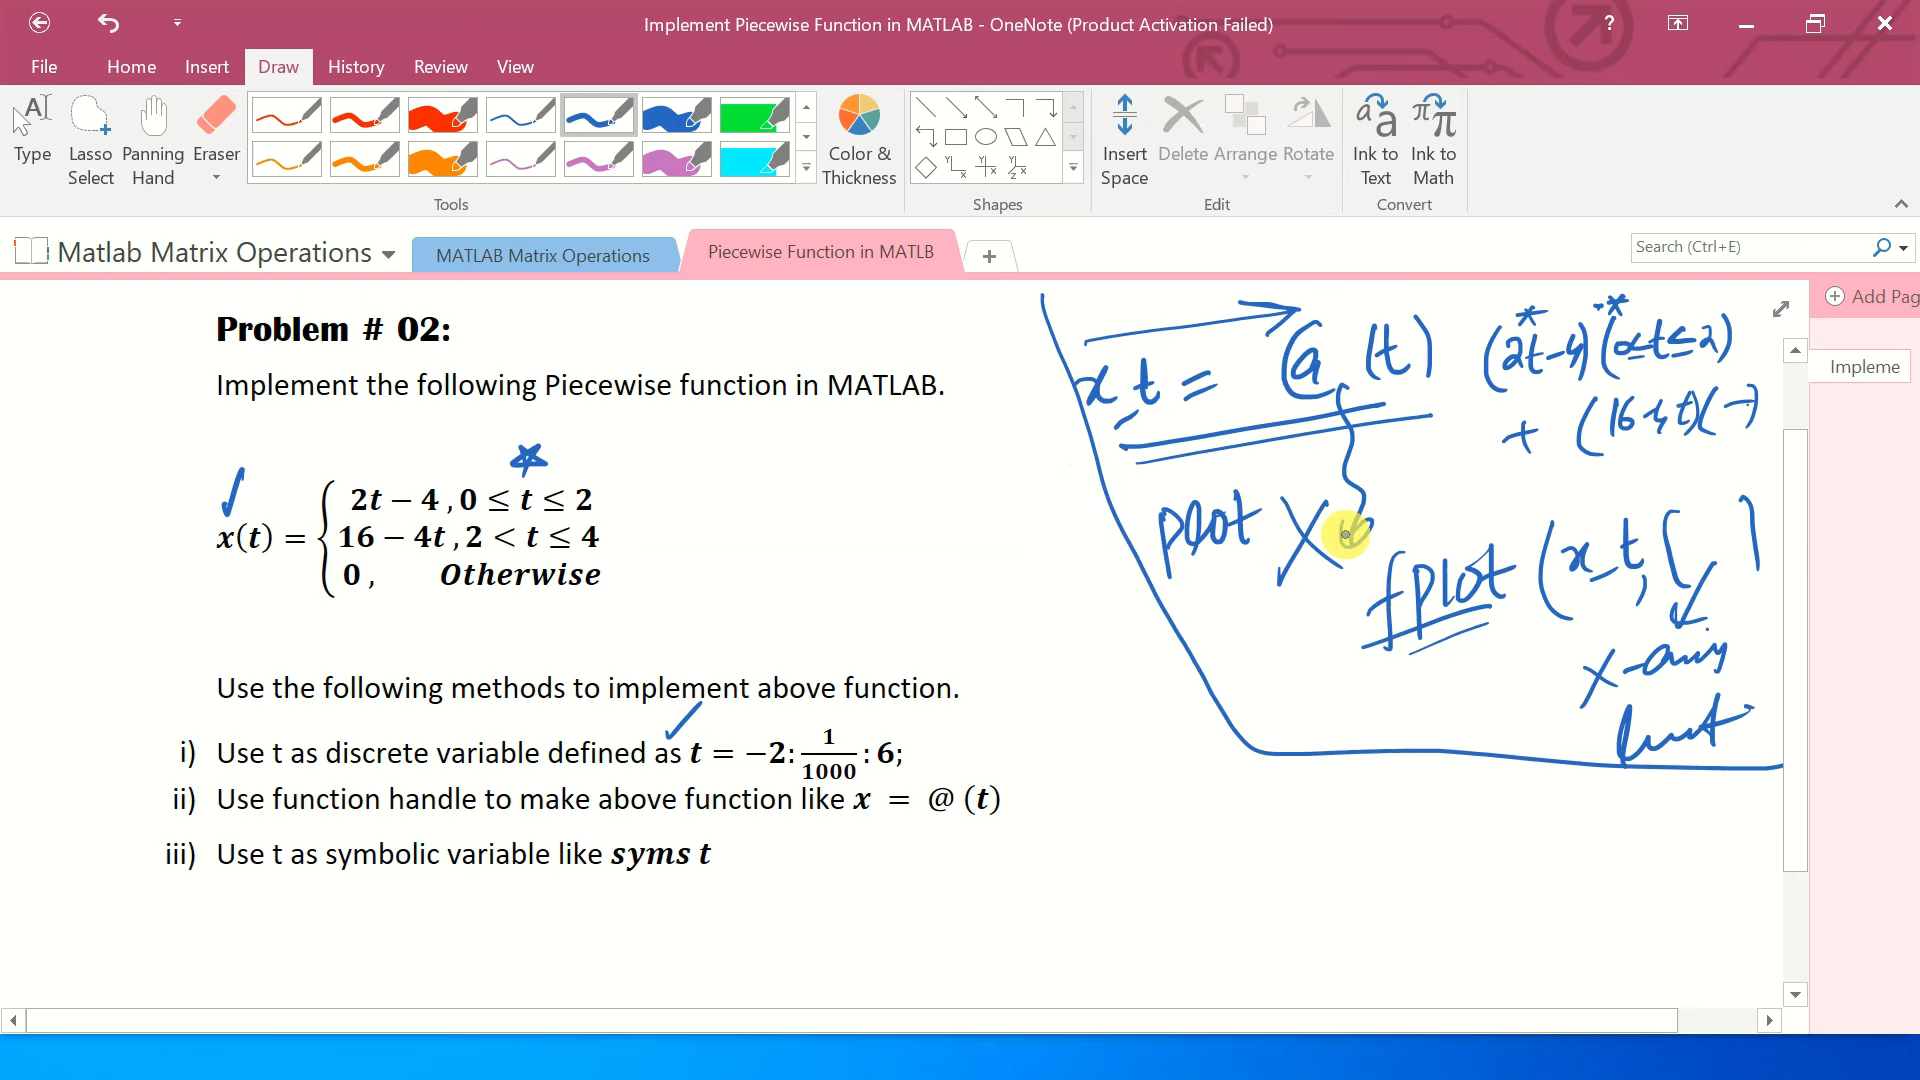 Implement Piecewise Function in MATLAB - OneNote (Product Activation Failed)
?
File Home Insert Draw History Review View
Type
Lasso Select
Panning Hand
Eraser
Color & Thickness
Insert Space
Delete
Arrange
Rotate
Ink to Text
Ink to Math
Tools
Shapes
Edit
Convert
Matlab Matrix Operations
MATLAB Matrix Operations
Piecewise Function in MATLB
Search (Ctrl+E)
Add Pag
Impleme
Problem # 02:
Implement the following Piecewise function in MATLAB.
x(t) = { 2t − 4 , 0 ≤ t ≤ 2
16 − 4t , 2 < t ≤ 4
0 , Otherwise
Use the following methods to implement above function.
i) Use t as discrete variable defined as t = −2: 1/1000 : 6;
ii) Use function handle to make above function like x = @ (t)
iii) Use t as symbolic variable like syms t
x_t = @ (t) (2t-4) (0≤t≤2)
+ (16-4t)(-)
plot X
fplot (x_t, [ )